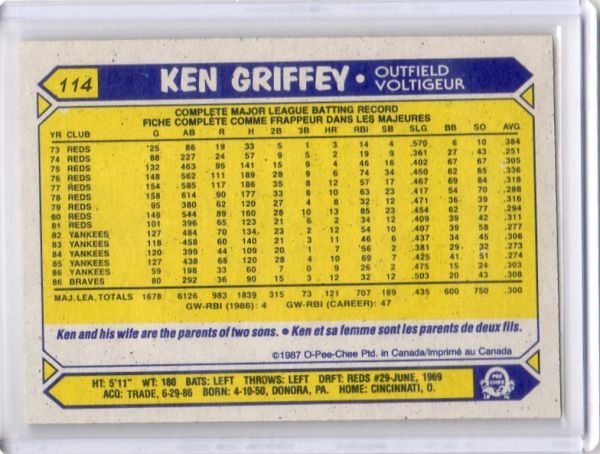 114 KEN GRIFFEY • OUTFIELD
VOLTIGEUR
COMPLETE MAJOR LEAGUE BATTING RECORD
FICHE COMPLETE COMME FRAPPEUR DANS LES MAJEURES
YR CLUB G AB R H 2B 3B HR RBI SB SLG BB SO AVG.
73 REDS '25 86 19 33 5 1 3 14 4 .570 6 10 .384
74 REDS 88 227 24 57 9 5 2 19 9 .361 27 43 .251
75 REDS 132 463 95 141 15 9 4 46 16 .402 67 67 .305
76 REDS 148 562 111 189 28 9 6 74 34 .450 62 65 .336
77 REDS 154 585 117 186 35 8 12 57 17 .467 69 84 .318
78 REDS 158 614 90 177 33 8 10 63 23 .417 54 70 .288
79 REDS 95 380 62 120 27 4 8 32 12 .471 36 39 .316
80 REDS 146 544 89 160 28 10 13 85 23 .454 62 77 .294
81 REDS 101 396 65 123 21 6 2 34 12 .409 39 42 .311
82 YANKEES 127 484 70 134 23 2 12 54 10 .407 39 58 .277
83 YANKEES 118 458 60 140 21 3 11 46 6 .437 34 45 .306
84 YANKEES 120 399 44 109 20 1 7 56 2 .381 29 32 .273
85 YANKEES 127 438 68 120 28 4 10 69 7 .425 41 51 .274
86 YANKEES 59 198 33 60 7 0 9 26 2 .475 15 24 .303
86 BRAVES 80 292 36 90 15 3 12 32 12 .503 20 43 .308
MAJ. LEA. TOTALS 1678 6126 983 1839 315 73 121 707 189 .435 600 750 .300
GW-RBI (1986): 4 GW-RBI (CAREER): 47
Ken and his wife are the parents of two sons. • Ken et sa femme sont les parents de deux fils.
©1987 O-Pee-Chee Ptd. in Canada/Imprimé au Canada
HT: 5'11" WT: 180 BATS: LEFT THROWS: LEFT DRFT: REDS #29-JUNE, 1969
ACQ: TRADE, 6-29-86 BORN: 4-10-50, DONORA, PA HOME: CINCINNATI, O.
O
PEE
CHEE